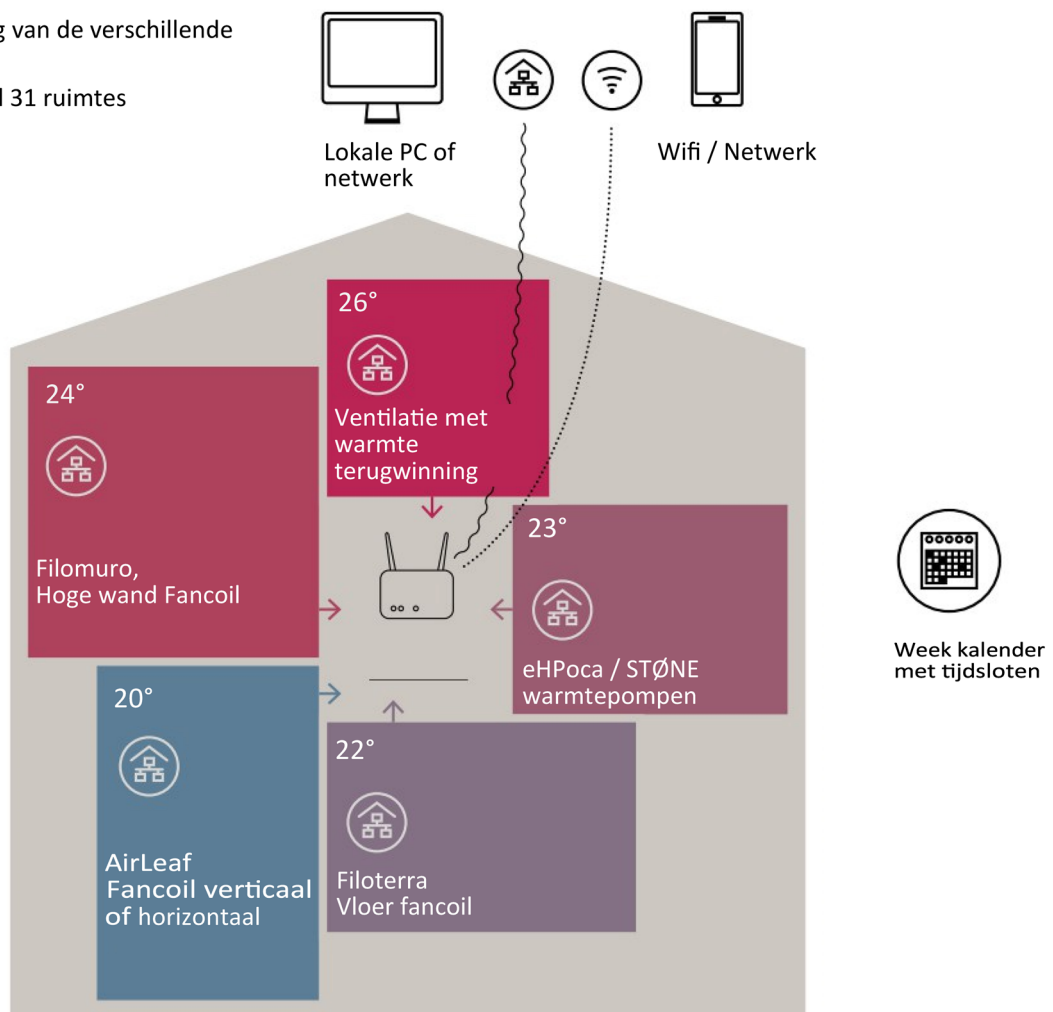 van de verschillende
31 ruimtes
Lokale PC of
netwerk
Wifi / Netwerk
26°
Ventilatie met
warmte
terugwinning
24°
Filomuro,
Hoge wand Fancoil
23°
eHPoca / STØNE
warmtepompen
Week kalender
met tijdsloten
20°
AirLeaf
Fancoil verticaal
of horizontaal
22°
Filoterra
Vloer fancoil